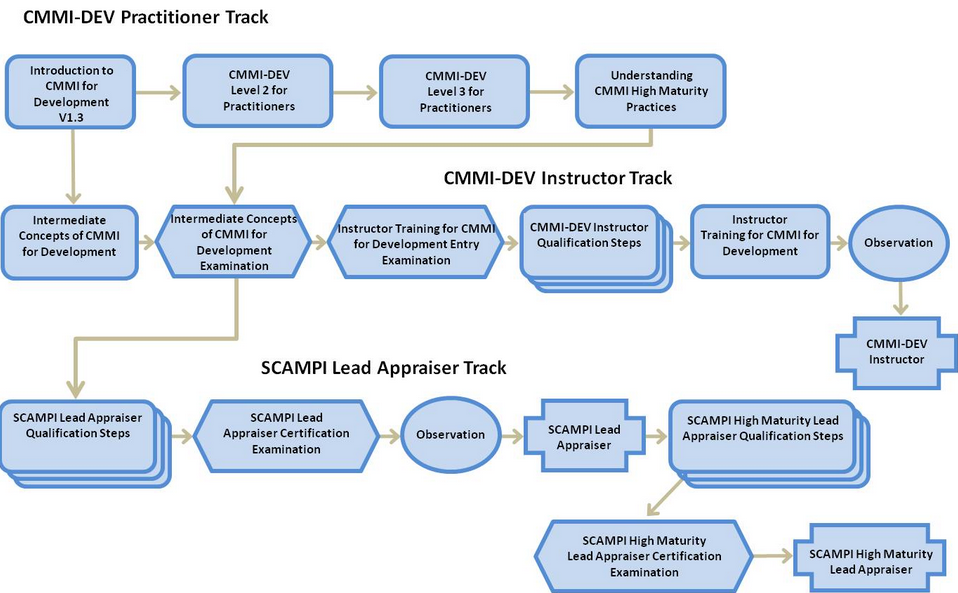 CMMI-DEV Practitioner Track
Introduction to
CMMI for
Development
V1.3
CMMI-DEV
Level 2 for
Practitioners
CMMI-DEV
Level 3 for
Practitioners
Understanding
CMMI High Maturity
Practices
CMMI-DEV Instructor Track
Intermediate
Concepts of CMMI
for Development
Intermediate Concepts
of CMMI for
Development
Examination
Instructor Training for CMMI
for Development Entry
Examination
CMMI-DEV Instructor
Qualification Steps
Instructor
Training for CMMI for
Development
Observation
CMMI-DEV
Instructor
SCAMPI Lead Appraiser Track
SCAMPI Lead Appraiser
Qualification Steps
SCAMPI Lead
Appraiser Certification
Examination
Observation
SCAMPI Lead
Appraiser
SCAMPI High Maturity Lead
Appraiser Qualification Steps
SCAMPI High Maturity
Lead Appraiser Certification
Examination
SCAMPI High Maturity
Lead Appraiser